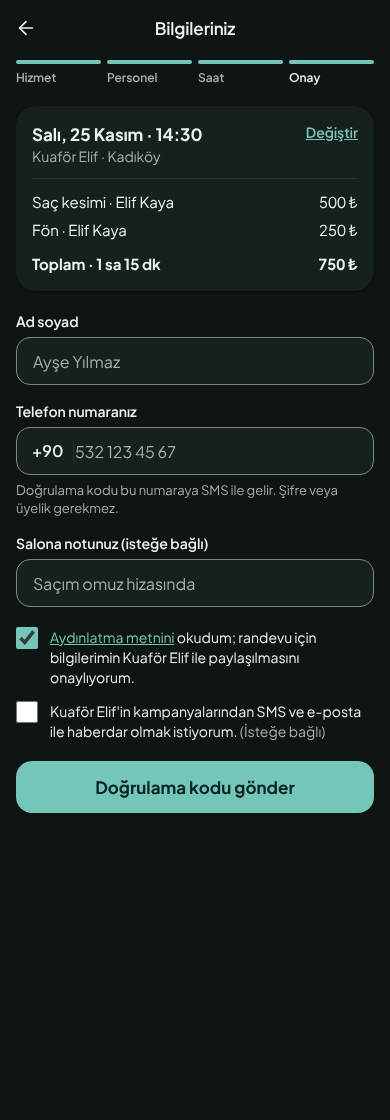 Bilgileriniz
Hizmet
Personel
Saat
Onay
Salı, 25 Kasım · 14:30
Değiştir
Kuaför Elif · Kadıköy
Saç kesimi · Elif Kaya
500 ₺
Fön · Elif Kaya
250 ₺
Toplam · 1 sa 15 dk
750 ₺
Ad soyad
Ayşe Yılmaz
Telefon numaranız
+90
532 123 45 67
Doğrulama kodu bu numaraya SMS ile gelir. Şifre veya
üyelik gerekmez.
Salona notunuz (isteğe bağlı)
Saçım omuz hizasında
Aydınlatma metnini okudum; randevu için
bilgilerimin Kuaför Elif ile paylaşılmasını
onaylıyorum.
Kuaför Elif'in kampanyalarından SMS ve e-posta
ile haberdar olmak istiyorum. (İsteğe bağlı)
Doğrulama kodu gönder